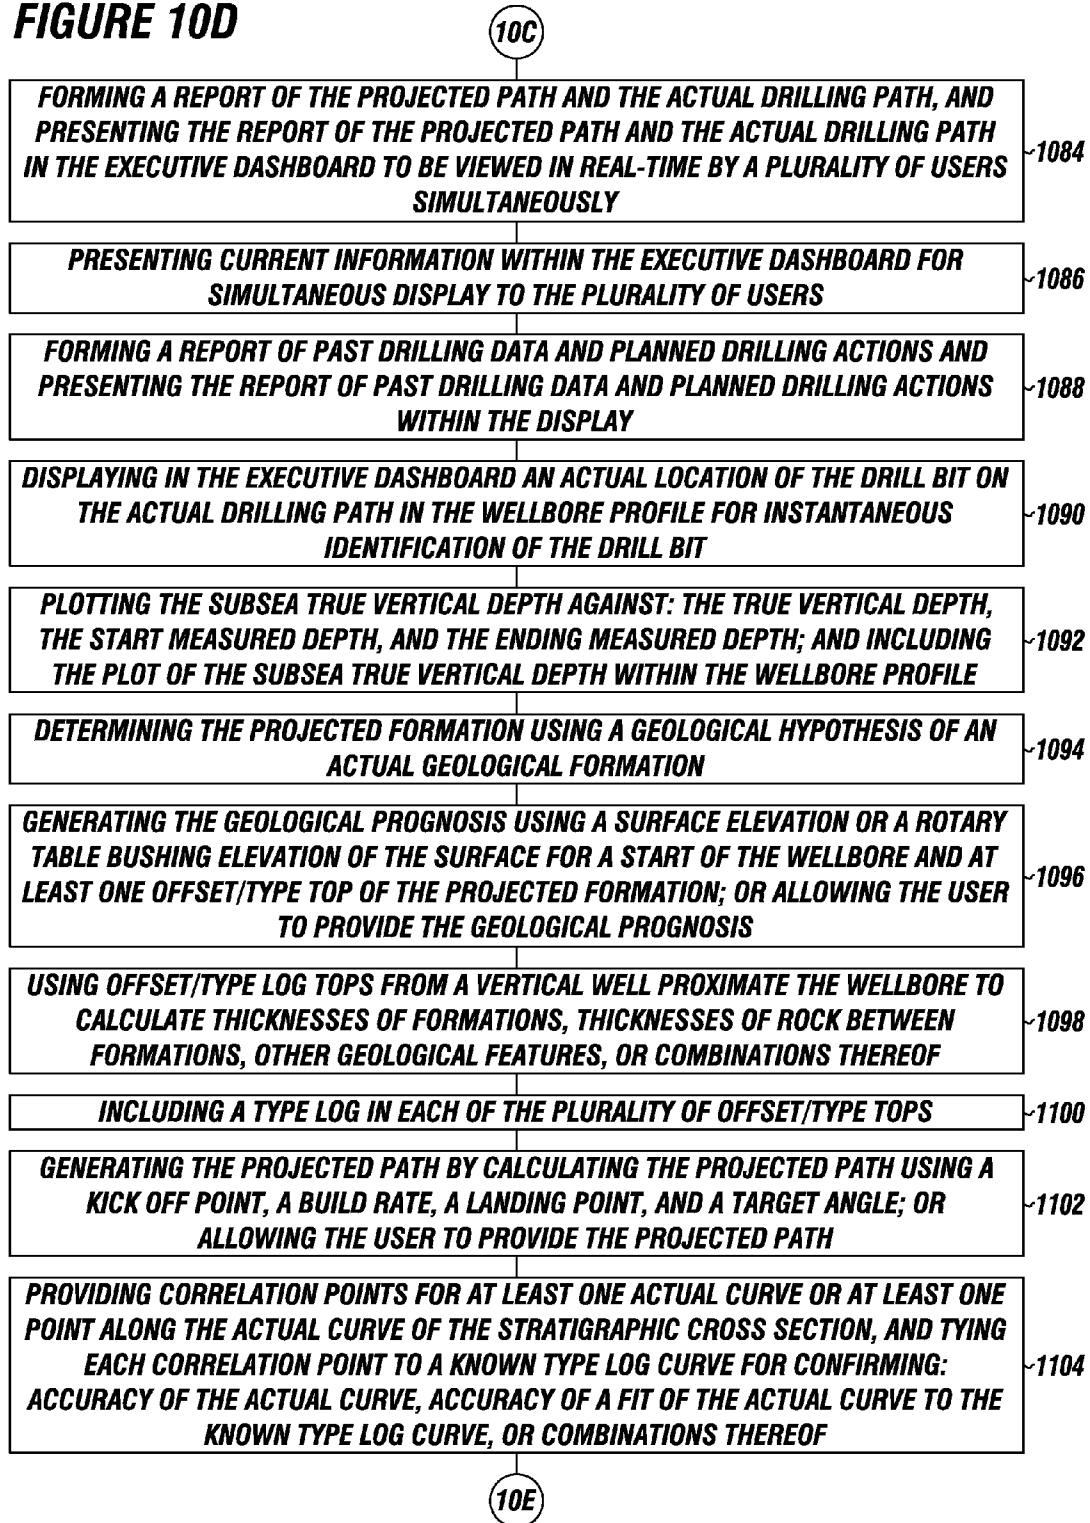 FIGURE 10D
10C
FORMING A REPORT OF THE PROJECTED PATH AND THE ACTUAL DRILLING PATH, AND
PRESENTING THE REPORT OF THE PROJECTED PATH AND THE ACTUAL DRILLING PATH
IN THE EXECUTIVE DASHBOARD TO BE VIEWED IN REAL-TIME BY A PLURALITY OF USERS
SIMULTANEOUSLY
1084
PRESENTING CURRENT INFORMATION WITHIN THE EXECUTIVE DASHBOARD FOR
SIMULTANEOUS DISPLAY TO THE PLURALITY OF USERS
1086
FORMING A REPORT OF PAST DRILLING DATA AND PLANNED DRILLING ACTIONS AND
PRESENTING THE REPORT OF PAST DRILLING DATA AND PLANNED DRILLING ACTIONS
WITHIN THE DISPLAY
1088
DISPLAYING IN THE EXECUTIVE DASHBOARD AN ACTUAL LOCATION OF THE DRILL BIT ON
THE ACTUAL DRILLING PATH IN THE WELLBORE PROFILE FOR INSTANTANEOUS
IDENTIFICATION OF THE DRILL BIT
1090
PLOTTING THE SUBSEA TRUE VERTICAL DEPTH AGAINST: THE TRUE VERTICAL DEPTH,
THE START MEASURED DEPTH, AND THE ENDING MEASURED DEPTH; AND INCLUDING
THE PLOT OF THE SUBSEA TRUE VERTICAL DEPTH WITHIN THE WELLBORE PROFILE
1092
DETERMINING THE PROJECTED FORMATION USING A GEOLOGICAL HYPOTHESIS OF AN
ACTUAL GEOLOGICAL FORMATION
1094
GENERATING THE GEOLOGICAL PROGNOSIS USING A SURFACE ELEVATION OR A ROTARY
TABLE BUSHING ELEVATION OF THE SURFACE FOR A START OF THE WELLBORE AND AT
LEAST ONE OFFSET/TYPE TOP OF THE PROJECTED FORMATION; OR ALLOWING THE USER
TO PROVIDE THE GEOLOGICAL PROGNOSIS
1096
USING OFFSET/TYPE LOG TOPS FROM A VERTICAL WELL PROXIMATE THE WELLBORE TO
CALCULATE THICKNESSES OF FORMATIONS, THICKNESSES OF ROCK BETWEEN
FORMATIONS, OTHER GEOLOGICAL FEATURES, OR COMBINATIONS THEREOF
1098
INCLUDING A TYPE LOG IN EACH OF THE PLURALITY OF OFFSET/TYPE TOPS
1100
GENERATING THE PROJECTED PATH BY CALCULATING THE PROJECTED PATH USING A
KICK OFF POINT, A BUILD RATE, A LANDING POINT, AND A TARGET ANGLE; OR
ALLOWING THE USER TO PROVIDE THE PROJECTED PATH
1102
PROVIDING CORRELATION POINTS FOR AT LEAST ONE ACTUAL CURVE OR AT LEAST ONE
POINT ALONG THE ACTUAL CURVE OF THE STRATIGRAPHIC CROSS SECTION, AND TYING
EACH CORRELATION POINT TO A KNOWN TYPE LOG CURVE FOR CONFIRMING:
ACCURACY OF THE ACTUAL CURVE, ACCURACY OF A FIT OF THE ACTUAL CURVE TO THE
KNOWN TYPE LOG CURVE, OR COMBINATIONS THEREOF
1104
10E